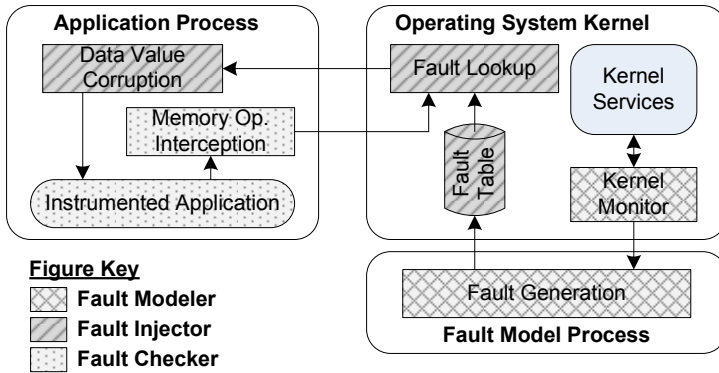 Application Process
Data Value
Corruption
Memory Op.
Interception
Instrumented Application
Operating System Kernel
Fault Lookup
Kernel
Services
Fault
Table
Kernel
Monitor
Fault Generation
Fault Model Process
Figure Key
Fault Modeler
Fault Injector
Fault Checker